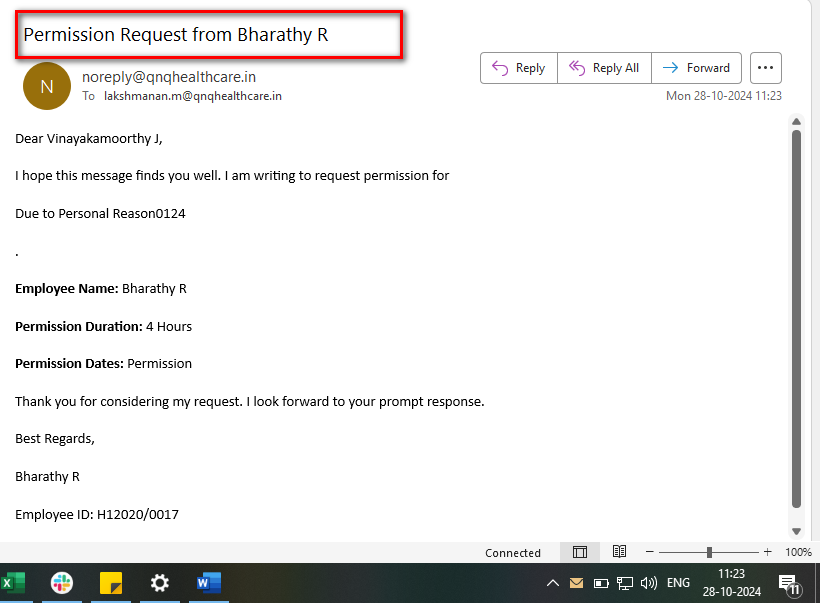 Permission Request from Bharathy R
N
noreply@qnqhealthcare.in
To lakshmanan.m@qnqhealthcare.in
Reply
Reply All
Forward
Mon 28-10-2024 11:23
Dear Vinayakamoorthy J,
I hope this message finds you well. I am writing to request permission for
Due to Personal Reason0124
.
Employee Name: Bharathy R
Permission Duration: 4 Hours
Permission Dates: Permission
Thank you for considering my request. I look forward to your prompt response.
Best Regards,
Bharathy R
Employee ID: H12020/0017
Connected
100%
ENG
11:23
28-10-2024
11